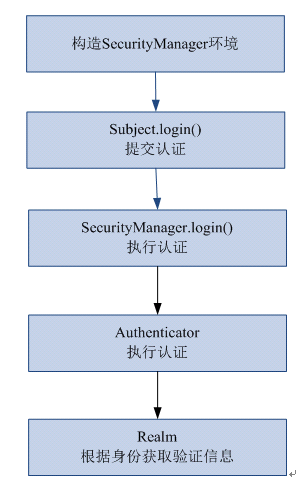 构造SecurityManager环境
Subject.login()
提交认证
SecurityManager.login()
执行认证
Authenticator
执行认证
Realm
根据身份获取验证信息